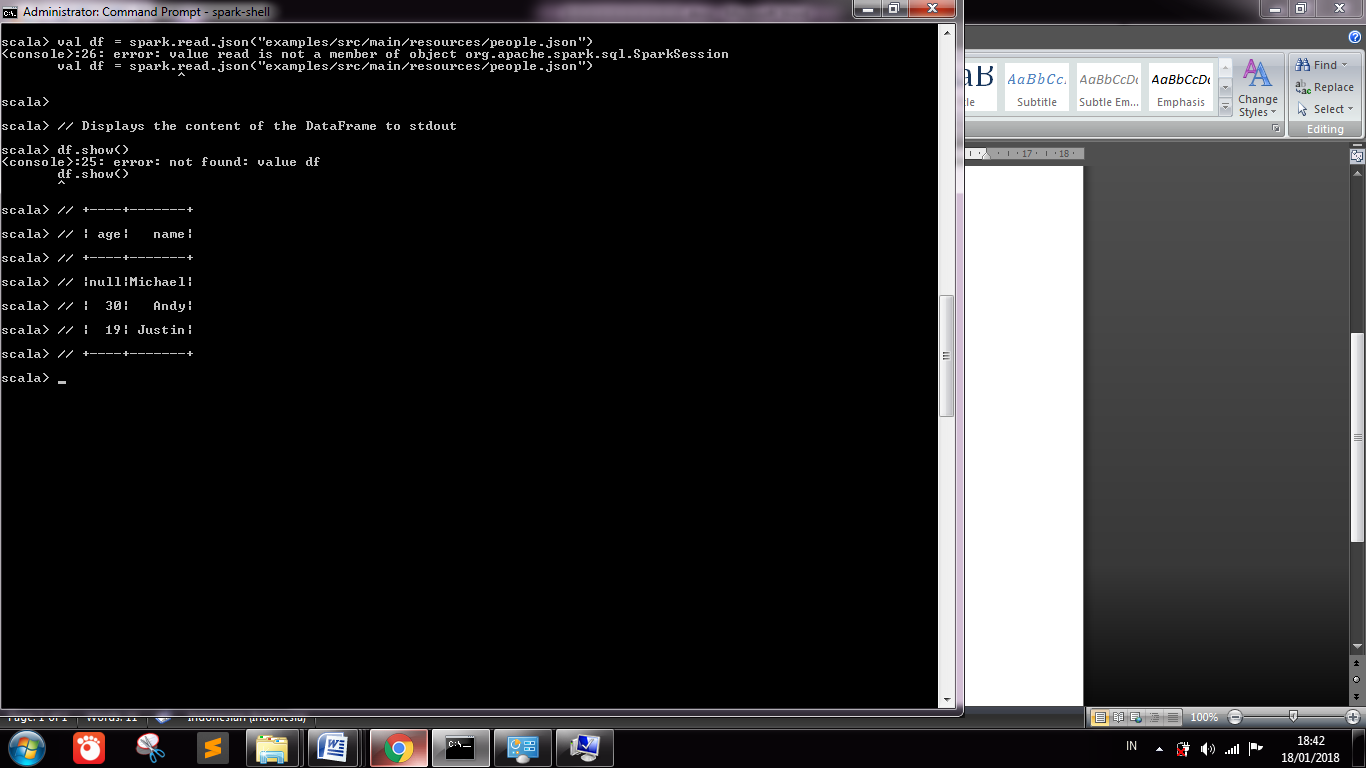 Administrator: Command Prompt - spark-shell
scala> val df = spark.read.json("examples/src/main/resources/people.json")
<console>:26: error: value read is not a member of object org.apache.spark.sql.SparkSession
       val df = spark.read.json("examples/src/main/resources/people.json")
                      ^
scala>
scala> // Displays the content of the DataFrame to stdout
scala> df.show()
<console>:25: error: not found: value df
       df.show()
       ^
scala> // +----+-------+
scala> // | age|   name|
scala> // +----+-------+
scala> // |null|Michael|
scala> // |  30|   Andy|
scala> // |  19| Justin|
scala> // +----+-------+
scala> _
AaBbCc. AaBbCcDc AaBbCcDc
Subtitle Subtle Em... Emphasis
Change Styles
Find
Replace
Select
Editing
17 18
Page: 1 of 1 Words: 11 Indonesian (Indonesia)
100%
IN
18:42
18/01/2018